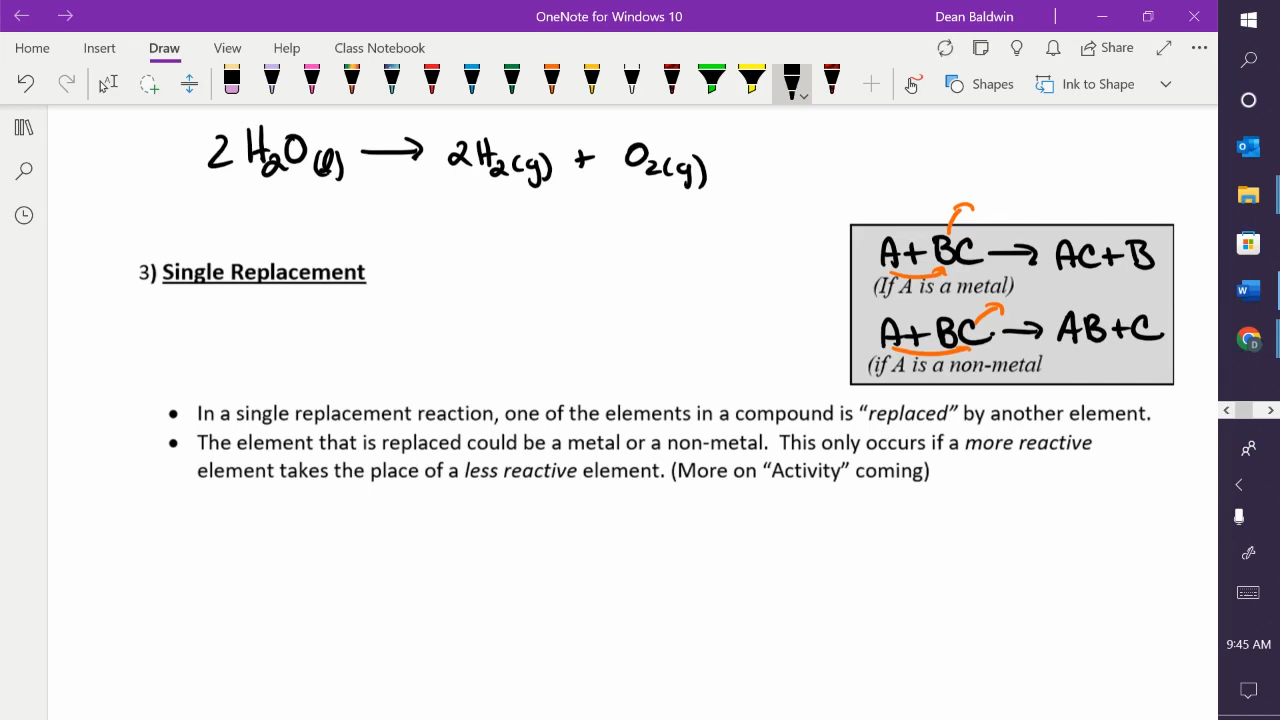 OneNote for Windows 10
Dean Baldwin
Home Insert Draw View Help Class Notebook
Share
Shapes
Ink to Shape
2H₂O(l) → 2H₂(g) + O₂(g)
3) Single Replacement
A + BC → AC + B
(If A is a metal)
A + BC → AB + C
(if A is a non-metal
• In a single replacement reaction, one of the elements in a compound is “replaced” by another element.
• The element that is replaced could be a metal or a non-metal. This only occurs if a more reactive
element takes the place of a less reactive element. (More on “Activity” coming)
9:45 AM